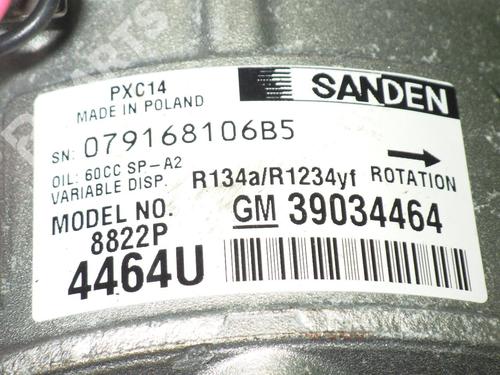 PXC14
MADE IN POLAND
SANDEN
SN: 079168106B5
OIL: 60CC SP-A2
VARIABLE DISP.
R134a/R1234yf ROTATION
MODEL NO.
8822P
GM 39034464
4464U